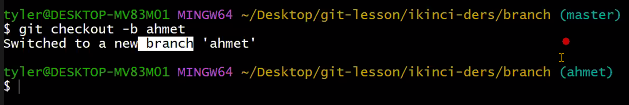 tyler@DESKTOP-MV83M01 MINGW64 ~/Desktop/git-lesson/ikinci-ders/branch (master)
$ git checkout -b ahmet
Switched to a new branch 'ahmet'
tyler@DESKTOP-MV83M01 MINGW64 ~/Desktop/git-lesson/ikinci-ders/branch (ahmet)
$